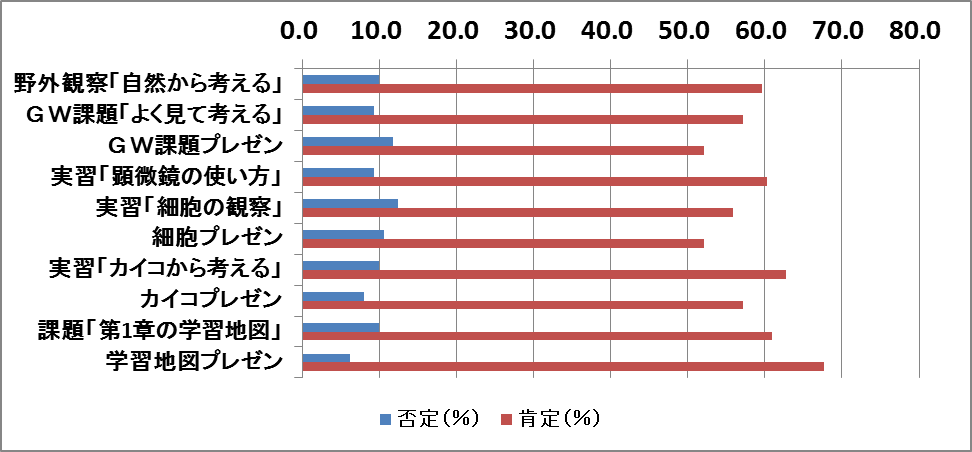 0.0 10.0 20.0 30.0 40.0 50.0 60.0 70.0 80.0
野外観察「自然から考える」
ＧＷ課題「よく見て考える」
ＧＷ課題プレゼン
実習「顕微鏡の使い方」
実習「細胞の観察」
細胞プレゼン
実習「カイコから考える」
カイコプレゼン
課題「第1章の学習地図」
学習地図プレゼン
否定(%) 肯定(%)